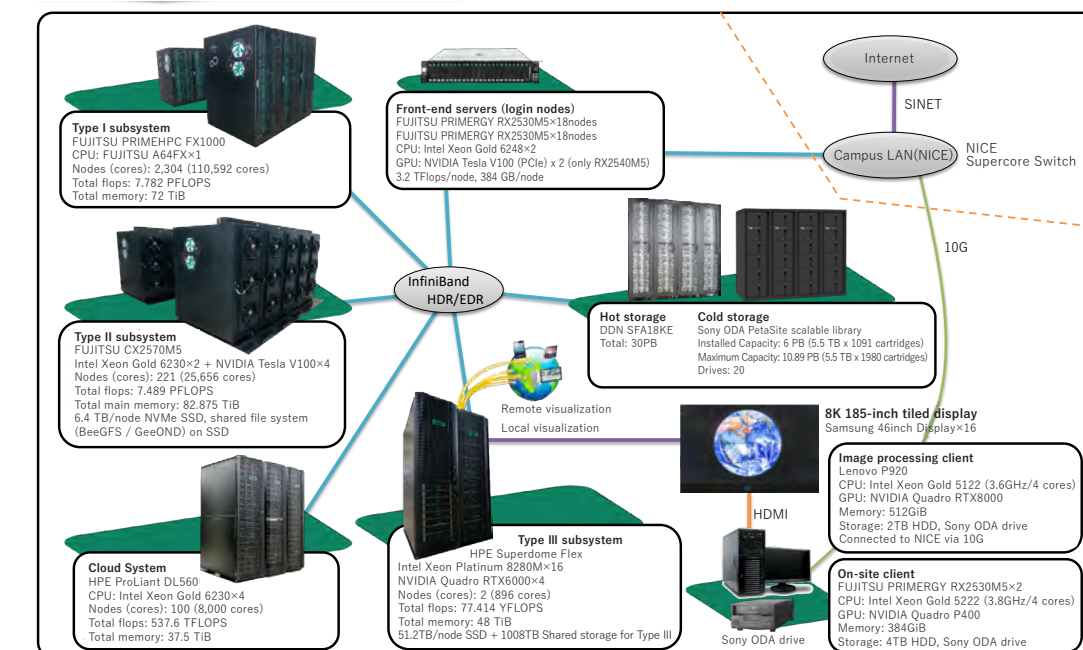 Type I subsystem
FUJITSU PRIMEHPC FX1000
CPU: FUJITSU A64FX×1
Nodes (cores): 2,304 (110,592 cores)
Total flops: 7.782 PFLOPS
Total memory: 72 TiB
Front-end servers (login nodes)
FUJITSU PRIMERGY RX2530M5×18nodes
FUJITSU PRIMERGY RX2530M5×18nodes
CPU: Intel Xeon Gold 6248×2
GPU: NVIDIA Tesla V100 (PCIe) x 2 (only RX2540M5)
3.2 TFlops/node, 384 GB/node
Internet
SINET
Campus LAN(NICE)
NICE
Supercore Switch
10G
InfiniBand
HDR/EDR
Type II subsystem
FUJITSU CX2570M5
Intel Xeon Gold 6230×2 + NVIDIA Tesla V100×4
Nodes (cores): 221 (25,656 cores)
Total flops: 7.489 PFLOPS
Total main memory: 82.875 TiB
6.4 TB/node NVMe SSD, shared file system
(BeeGFS / GeeOND) on SSD
Hot storage
DDN SFA18KE
Total: 30PB
Cold storage
Sony ODA PetaSite scalable library
Installed Capacity: 6 PB (5.5 TB x 1091 cartridges)
Maximum Capacity: 10.89 PB (5.5 TB x 1980 cartridges)
Drives: 20
Remote visualization
Local visualization
8K 185-inch tiled display
Samsung 46inch Display×16
Image processing client
Lenovo P920
CPU: Intel Xeon Gold 5122 (3.6GHz/4 cores)
GPU: NVIDIA Quadro RTX8000
Memory: 512GiB
Storage: 2TB HDD, Sony ODA drive
Connected to NICE via 10G
HDMI
Cloud System
HPE ProLiant DL560
CPU: Intel Xeon Gold 6230×4
Nodes (cores): 100 (8,000 cores)
Total flops: 537.6 TFLOPS
Total memory: 37.5 TiB
Type III subsystem
HPE Superdome Flex
Intel Xeon Platinum 8280M×16
NVIDIA Quadro RTX6000×4
Nodes (cores): 2 (896 cores)
Total flops: 77.414 YFLOPS
Total memory: 48 TiB
51.2TB/node SSD + 1008TB Shared storage for Type III
Sony ODA drive
On-site client
FUJITSU PRIMERGY RX2530M5×2
CPU: Intel Xeon Gold 5222 (3.8GHz/4 cores)
GPU: NVIDIA Quadro P400
Memory: 384GiB
Storage: 4TB HDD, Sony ODA drive